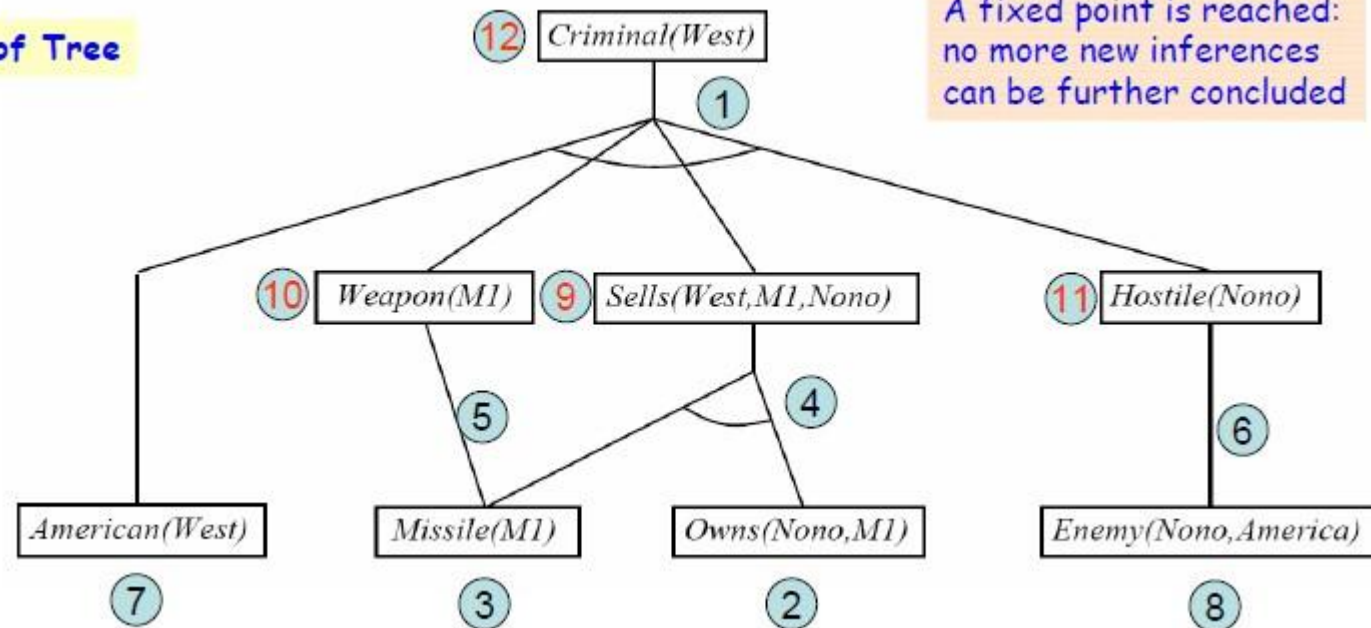 of Tree
12 Criminal(West)
A fixed point is reached:
no more new inferences
can be further concluded
1
10 Weapon(M1) 9 Sells(West,M1,Nono) 11 Hostile(Nono)
5 4 6
American(West) Missile(M1) Owns(Nono,M1) Enemy(Nono,America)
7 3 2 8